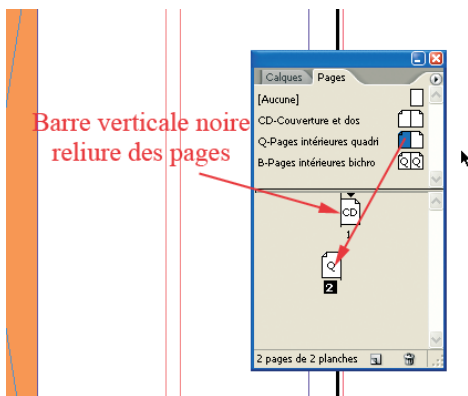 Calques Pages
[Aucune]
CD-Couverture et dos
Barre verticale noire
Q-Pages intérieures quadri
reliure des pages
B-Pages intérieures bichro
Q Q
CD
1
Q
2
2 pages de 2 planches